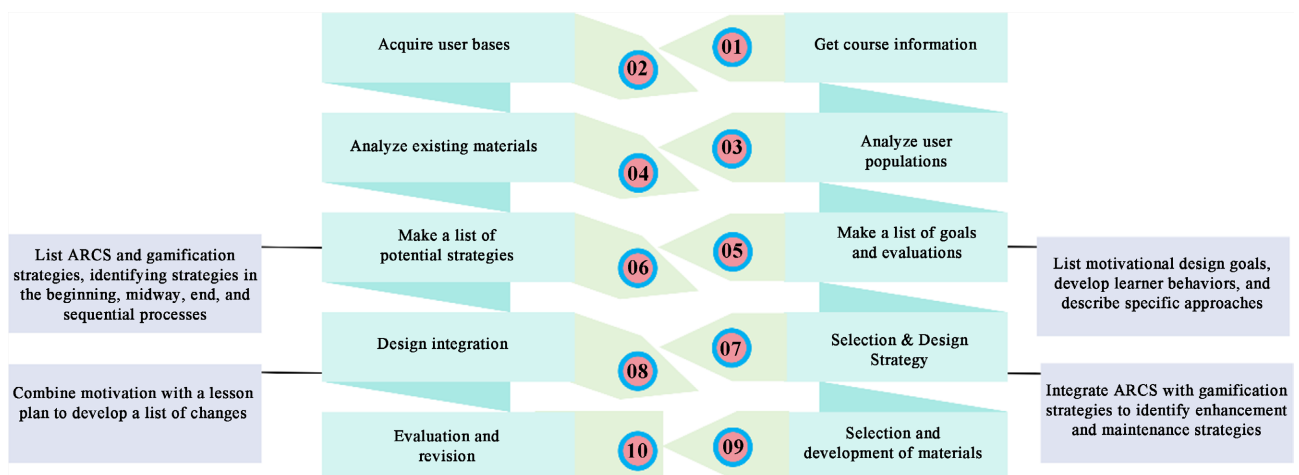 Get course information
01
Acquire user bases
02
Analyze user
populations
03
Analyze existing materials
04
Make a list of goals
and evaluations
05
List motivational design goals,
develop learner behaviors, and
describe specific approaches
Make a list of
potential strategies
06
List ARCS and gamification
strategies, identifying strategies in
the beginning, midway, end, and
sequential processes
Selection & Design
Strategy
07
Integrate ARCS with gamification
strategies to identify enhancement
and maintenance strategies
Design integration
08
Combine motivation with a lesson
plan to develop a list of changes
Selection and
development of materials
09
Evaluation and
revision
10